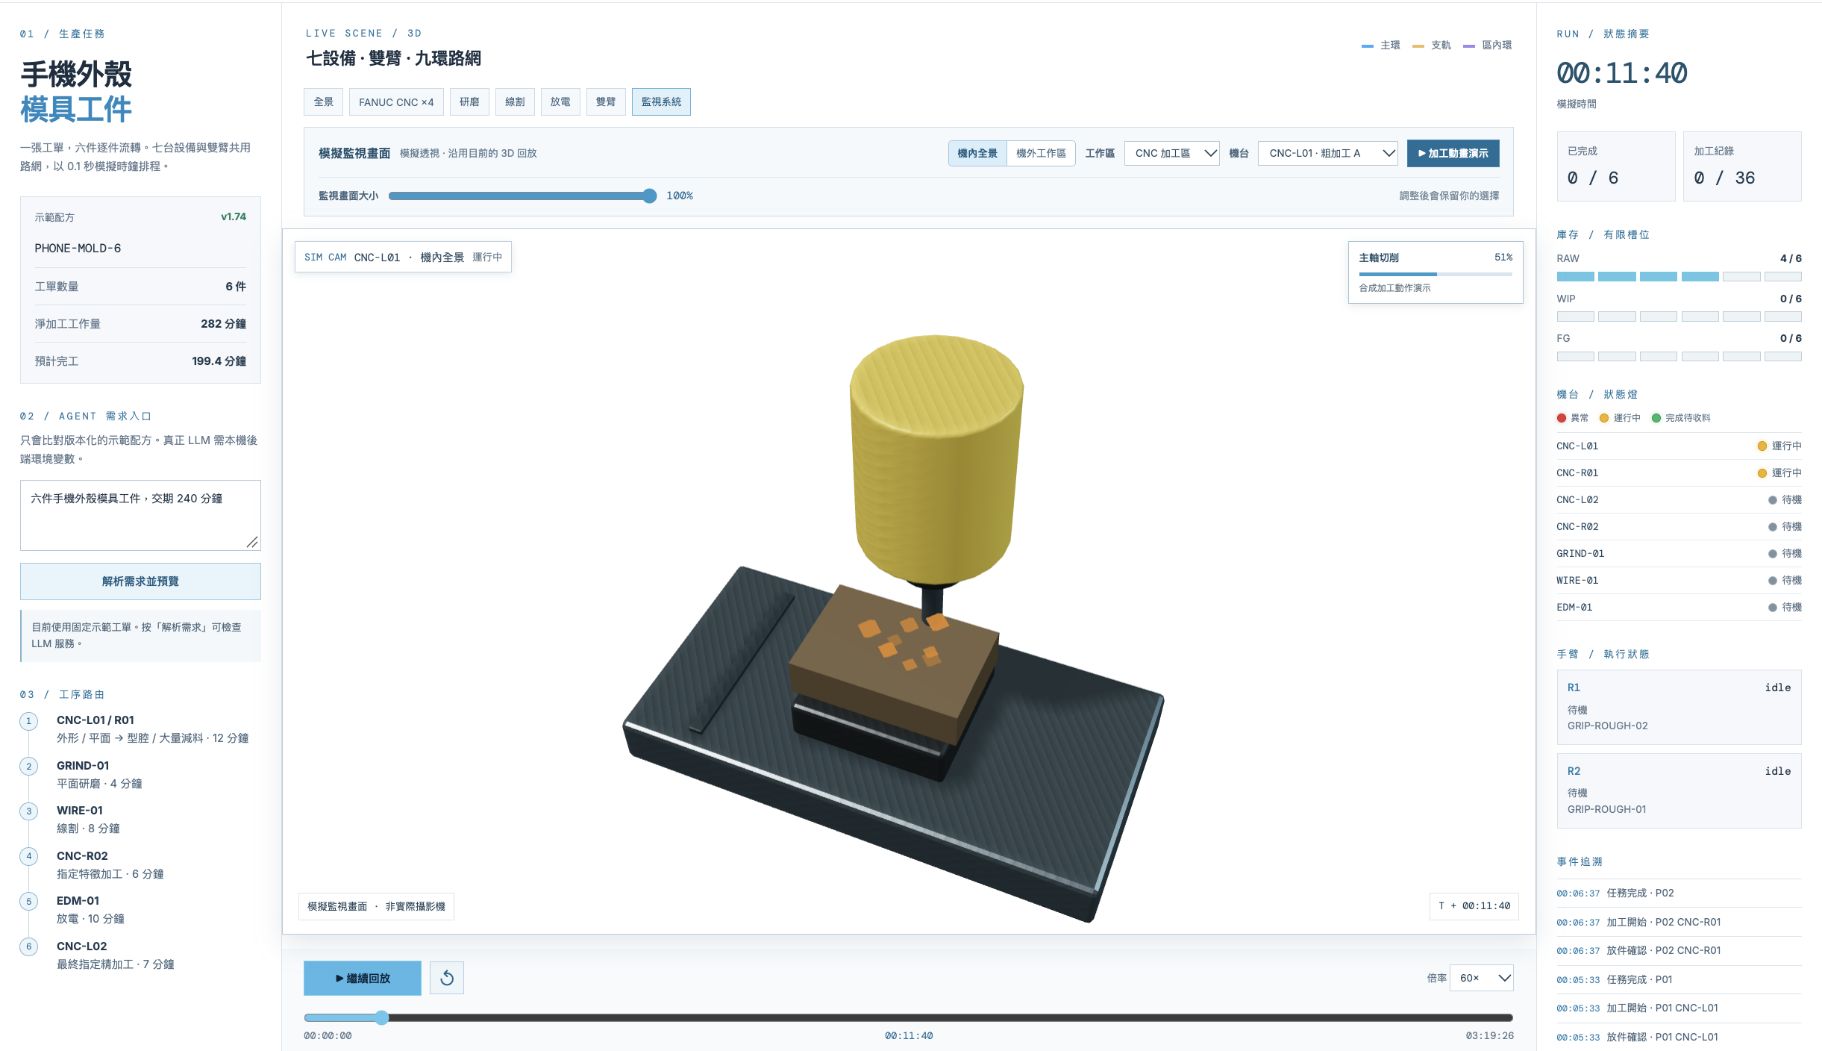 01 / 生產任務
手機外殼
模具工件
一張工單，六件逐件流轉。七台設備與雙臂共用
路網，以 0.1 秒模擬時鐘排程。
示範配方 v1.74
PHONE-MOLD-6
工單數量 6 件
淨加工工作量 282 分鐘
預計完工 199.4 分鐘
02 / AGENT 需求入口
只會比對版本化的示範配方。真正 LLM 需本機後
端環境變數。
六件手機外殼模具工件，交期 240 分鐘
解析需求並預覽
目前使用固定示範工單。按「解析需求」可檢查
LLM 服務。
03 / 工序路由
1 CNC-L01 / R01
外形 / 平面 → 型腔 / 大量減料 · 12 分鐘
2 GRIND-01
平面研磨 · 4 分鐘
3 WIRE-01
線割 · 8 分鐘
4 CNC-R02
指定特徵加工 · 6 分鐘
5 EDM-01
放電 · 10 分鐘
6 CNC-L02
最終指定精加工 · 7 分鐘
LIVE SCENE / 3D
七設備 · 雙臂 · 九環路網
主環 支軌 區內環
全景 FANUC CNC ×4 研磨 線割 放電 雙臂 監視系統
模擬監視畫面 模擬透視 · 沿用目前的 3D 回放 機內全景 機外工作區 工作區 CNC 加工區 機台 CNC-L01 · 粗加工 A ▶ 加工動畫演示
監視畫面大小 100% 調整後會保留你的選擇
SIM CAM CNC-L01 · 機內全景 運行中
主軸切削 51%
合成加工動作演示
模擬監視畫面 · 非實際攝影機
T + 00:11:40
▶ 繼續回放 倍率 60×
00:00:00 00:11:40 03:19:26
RUN / 狀態摘要
00:11:40
模擬時間
已完成 加工紀錄
0 / 6 0 / 36
庫存 / 有限槽位
RAW 4 / 6
WIP 0 / 6
FG 0 / 6
機台 / 狀態燈
異常 運行中 完成待收料
CNC-L01 運行中
CNC-R01 運行中
CNC-L02 待機
CNC-R02 待機
GRIND-01 待機
WIRE-01 待機
EDM-01 待機
手臂 / 執行狀態
R1 idle
待機
GRIP-ROUGH-02
R2 idle
待機
GRIP-ROUGH-01
事件追溯
00:06:37 任務完成 · P02
00:06:37 加工開始 · P02 CNC-R01
00:06:37 放件確認 · P02 CNC-R01
00:05:33 任務完成 · P01
00:05:33 加工開始 · P01 CNC-L01
00:05:33 放件確認 · P01 CNC-L01